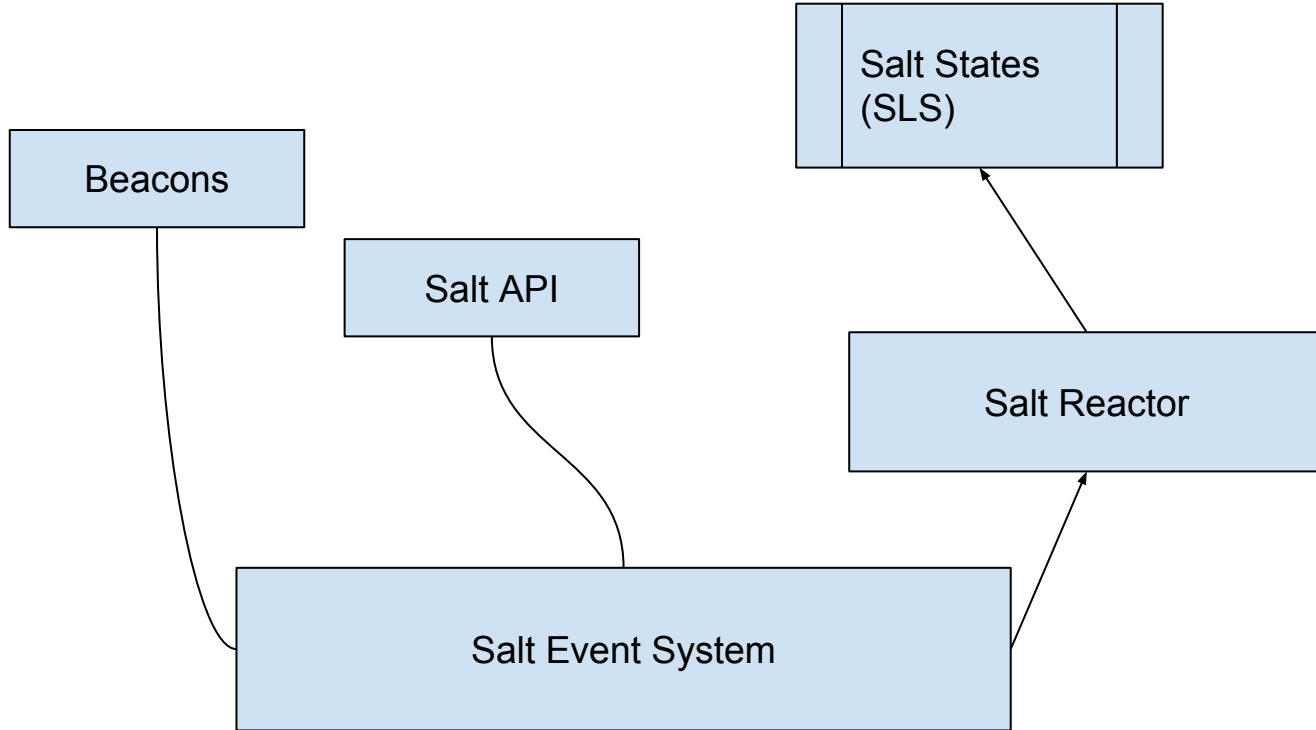 Salt States
(SLS)
Beacons
Salt API
Salt Reactor
Salt Event System